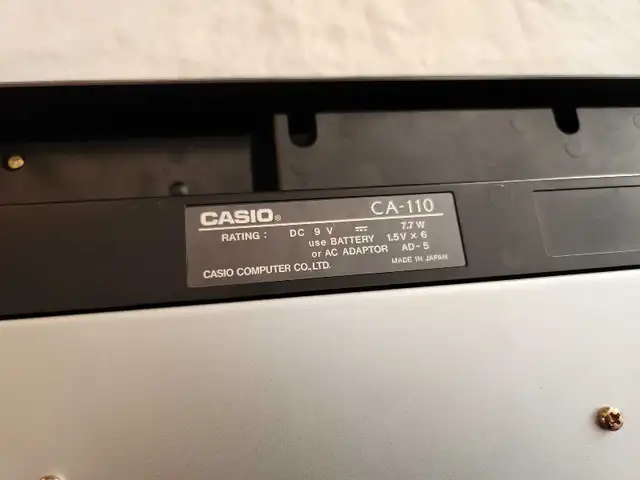 CASIO® CA-110
RATING : DC 9 V ⎓ 7.7 W
use BATTERY 1.5V × 6
or AC ADAPTOR AD-5
CASIO COMPUTER CO., LTD. MADE IN JAPAN